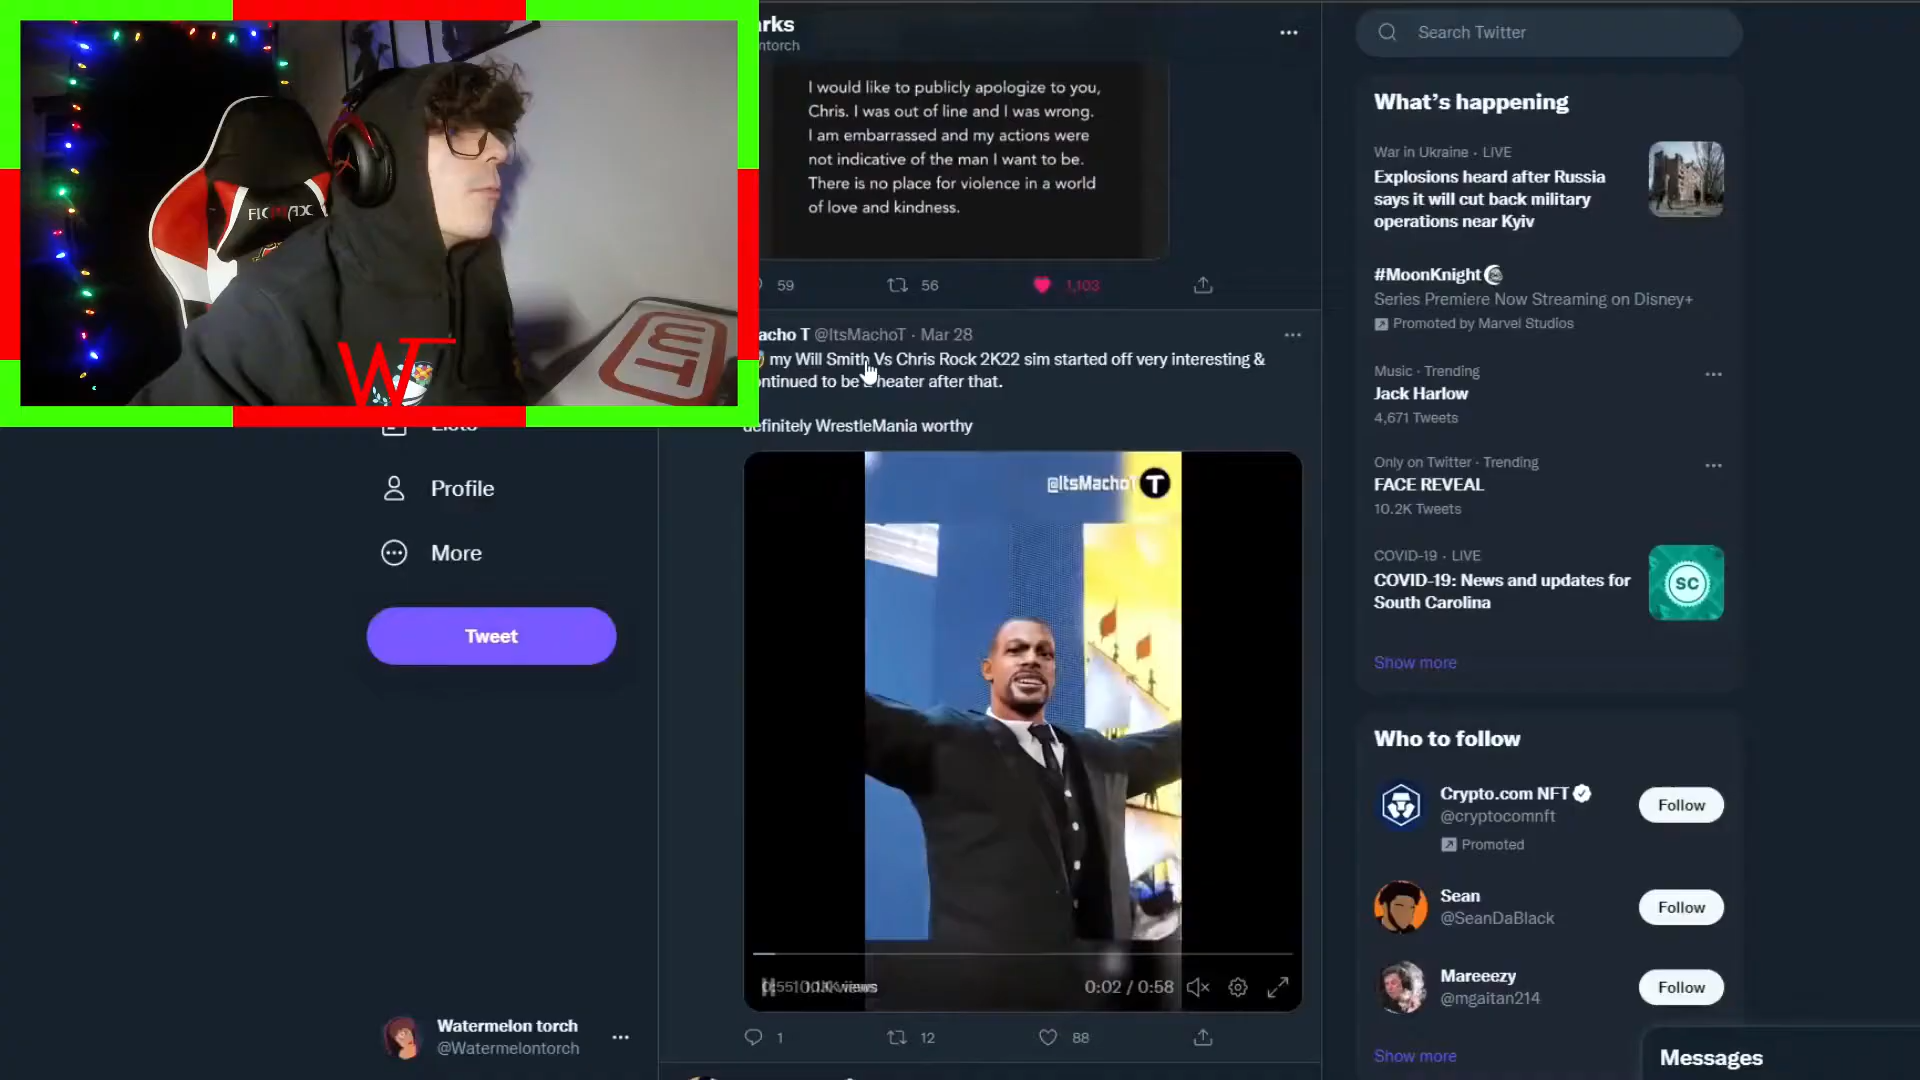 FICMAX
WT
WT
arks
ntorch
I would like to publicly apologize to you,
Chris. I was out of line and I was wrong.
I am embarrassed and my actions were
not indicative of the man I want to be.
There is no place for violence in a world
of love and kindness.
59
56
1,103
acho T @ItsMachoT · Mar 28
my Will Smith Vs Chris Rock 2K22 sim started off very interesting &
ontinued to be a heater after that.
definitely WrestleMania worthy
@ItsMachoT
T
0:02 / 0:58
1
12
88
Profile
More
Tweet
Watermelon torch
@Watermelontorch
Search Twitter
What's happening
War in Ukraine · LIVE
Explosions heard after Russia
says it will cut back military
operations near Kyiv
#MoonKnight
Series Premiere Now Streaming on Disney+
Promoted by Marvel Studios
Music · Trending
Jack Harlow
4,671 Tweets
Only on Twitter · Trending
FACE REVEAL
10.2K Tweets
COVID-19 · LIVE
COVID-19: News and updates for
South Carolina
SC
Show more
Who to follow
Crypto.com NFT
@cryptocomnft
Promoted
Follow
Sean
@SeanDaBlack
Follow
Mareeezy
@mgaitan214
Follow
Show more
Messages